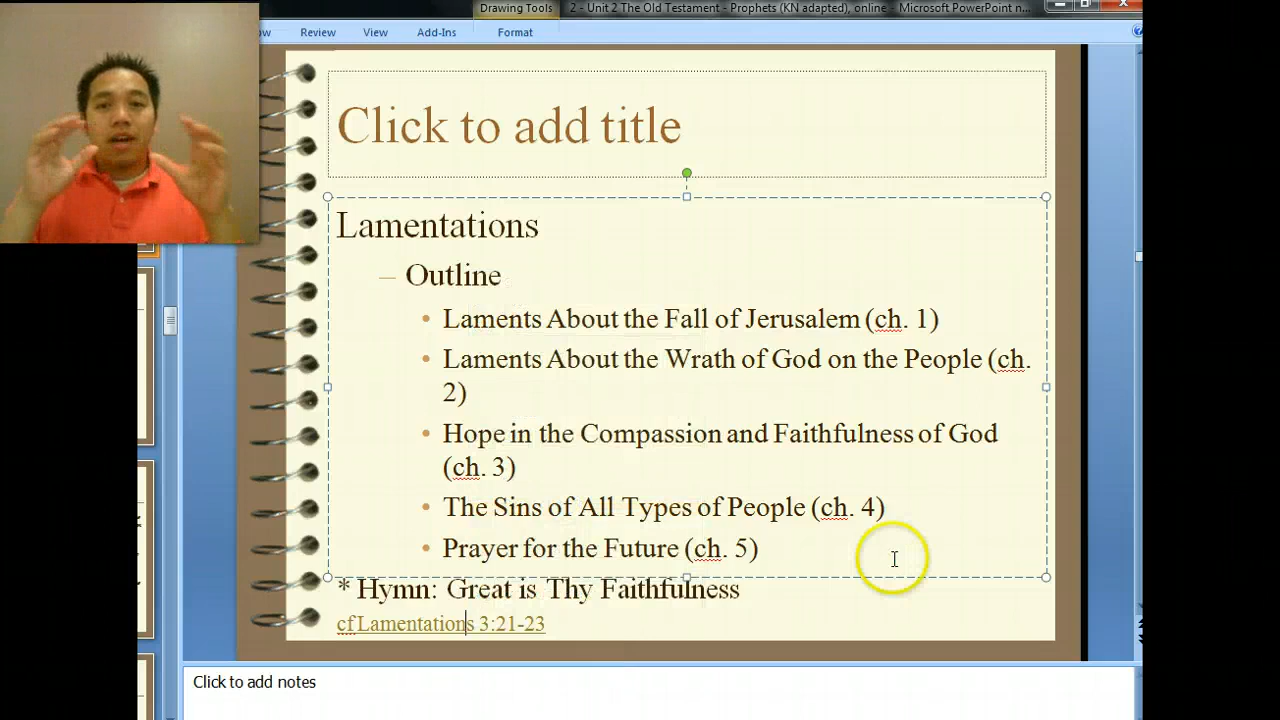 Drawing Tools 2 - Unit 2 The Old Testament - Prophets (KN adapted), online - Microsoft PowerPoint n...
ow Review View Add-Ins Format
Click to add title
Lamentations
– Outline
• Laments About the Fall of Jerusalem (ch. 1)
• Laments About the Wrath of God on the People (ch.
2)
• Hope in the Compassion and Faithfulness of God
(ch. 3)
• The Sins of All Types of People (ch. 4)
• Prayer for the Future (ch. 5)
* Hymn: Great is Thy Faithfulness
cf Lamentations 3:21-23
Click to add notes